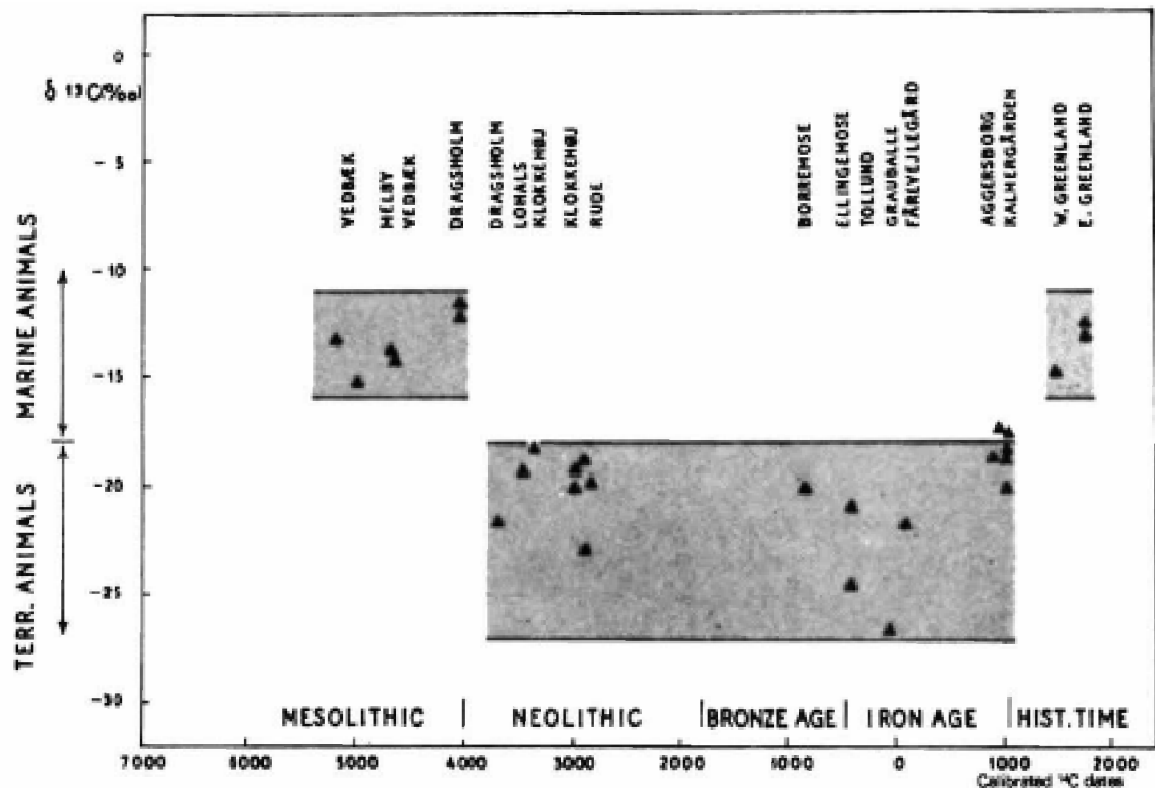 0
δ ¹³C(‰)
-5
-10
-15
-20
-25
-30
MARINE ANIMALS
TERR. ANIMALS
VEDBÆK
MELBY
VEDBÆK
DRAGSHOLM
DRAGSHOLM
LOHALS
KLOKKEHØJ
KLOKKEHØJ
RUDE
BORREMOSE
ELLINGEMOSE
TOLLUND
GRAUBALLE
FÅREVEJLEGÅRD
AGGERSBORG
KALMERGÅRDEN
W. GREENLAND
E. GREENLAND
MESOLITHIC | NEOLITHIC | BRONZE AGE | IRON AGE | HIST. TIME
7000 6000 5000 4000 3000 2000 1000 0 1000 2000
Calibrated ¹⁴C dates